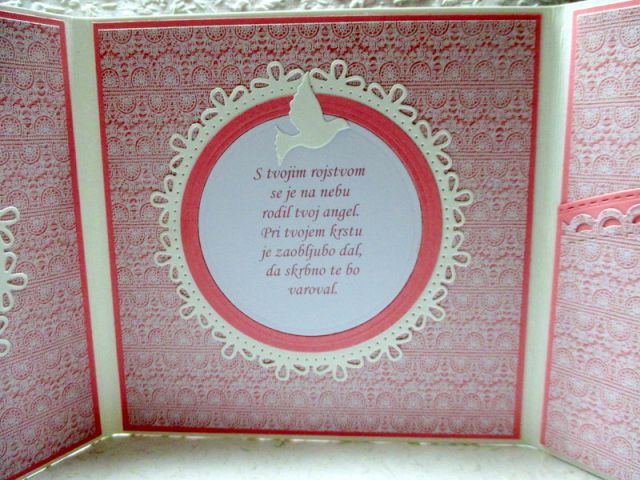 S tvojim rojstvom
se je na nebu
rodil tvoj angel.
Pri tvojem krstu
je zaobljubo dal,
da skrbno te bo
varoval.